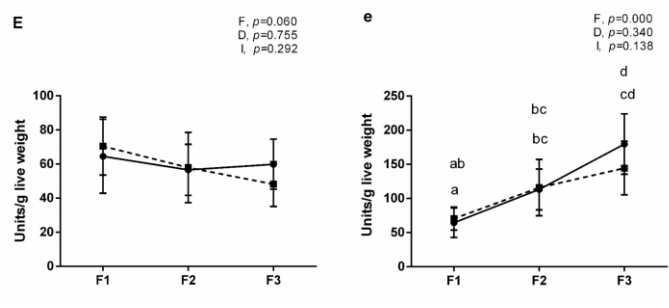 E
F, p=0.060
D, p=0.755
I, p=0.292
Units/g live weight
100
80
60
40
20
0
F1 F2 F3
e
F, p=0.000
D, p=0.340
I, p=0.138
Units/g live weight
250
200
150
100
50
0
d
cd
bc
bc
ab
a
F1 F2 F3